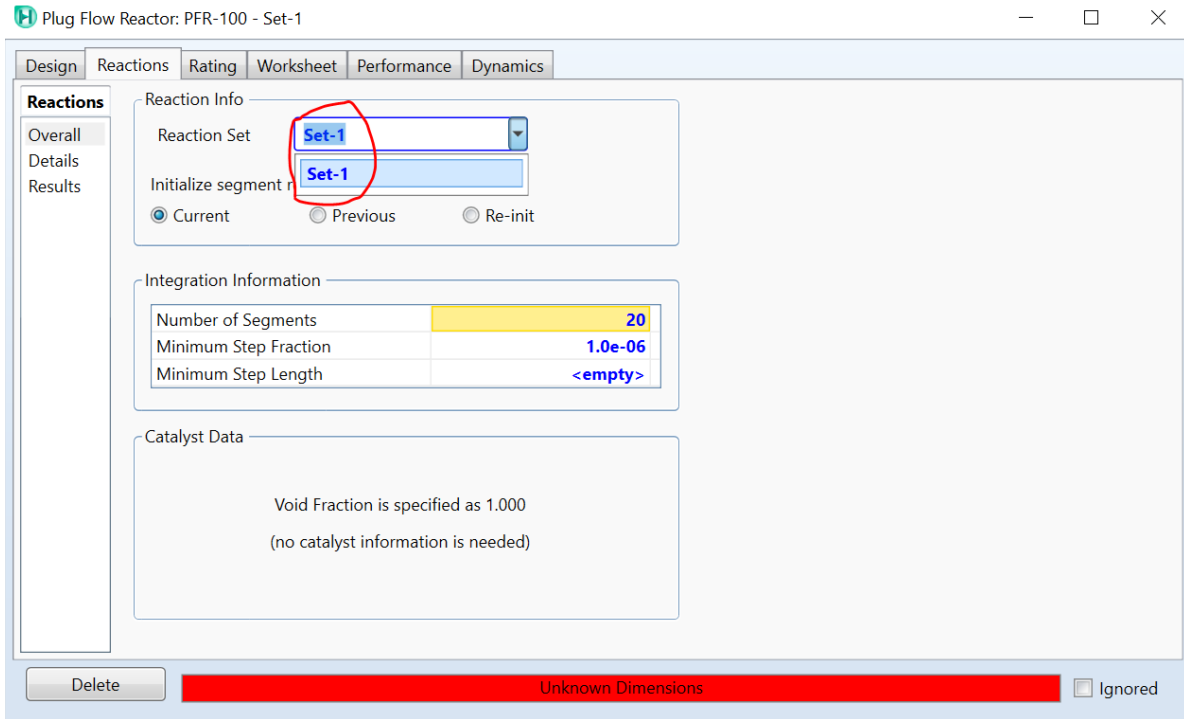 Plug Flow Reactor: PFR-100 - Set-1
Design Reactions Rating Worksheet Performance Dynamics
Reactions
Overall
Details
Results
Reaction Info
Reaction Set Set-1
Set-1
Initialize segment r
Current Previous Re-init
Integration Information
Number of Segments 20
Minimum Step Fraction 1.0e-06
Minimum Step Length <empty>
Catalyst Data
Void Fraction is specified as 1.000
(no catalyst information is needed)
Delete Unknown Dimensions Ignored